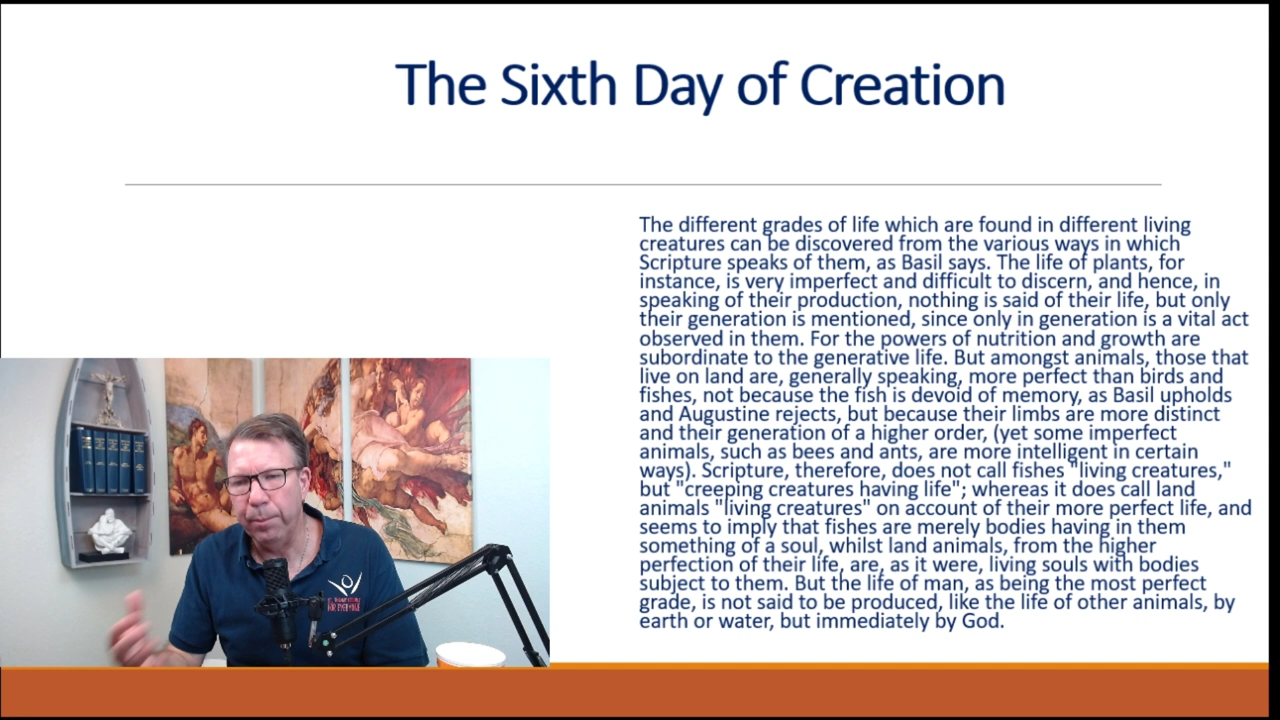 The Sixth Day of Creation
The different grades of life which are found in different living
creatures can be discovered from the various ways in which
Scripture speaks of them, as Basil says. The life of plants, for
instance, is very imperfect and difficult to discern, and hence, in
speaking of their production, nothing is said of their life, but only
their generation is mentioned, since only in generation is a vital act
observed in them. For the powers of nutrition and growth are
subordinate to the generative life. But amongst animals, those that
live on land are, generally speaking, more perfect than birds and
fishes, not because the fish is devoid of memory, as Basil upholds
and Augustine rejects, but because their limbs are more distinct
and their generation of a higher order, (yet some imperfect
animals, such as bees and ants, are more intelligent in certain
ways). Scripture, therefore, does not call fishes "living creatures,"
but "creeping creatures having life"; whereas it does call land
animals "living creatures" on account of their more perfect life, and
seems to imply that fishes are merely bodies having in them
something of a soul, whilst land animals, from the higher
perfection of their life, are, as it were, living souls with bodies
subject to them. But the life of man, as being the most perfect
grade, is not said to be produced, like the life of other animals, by
earth or water, but immediately by God.
FOR EVERYONE